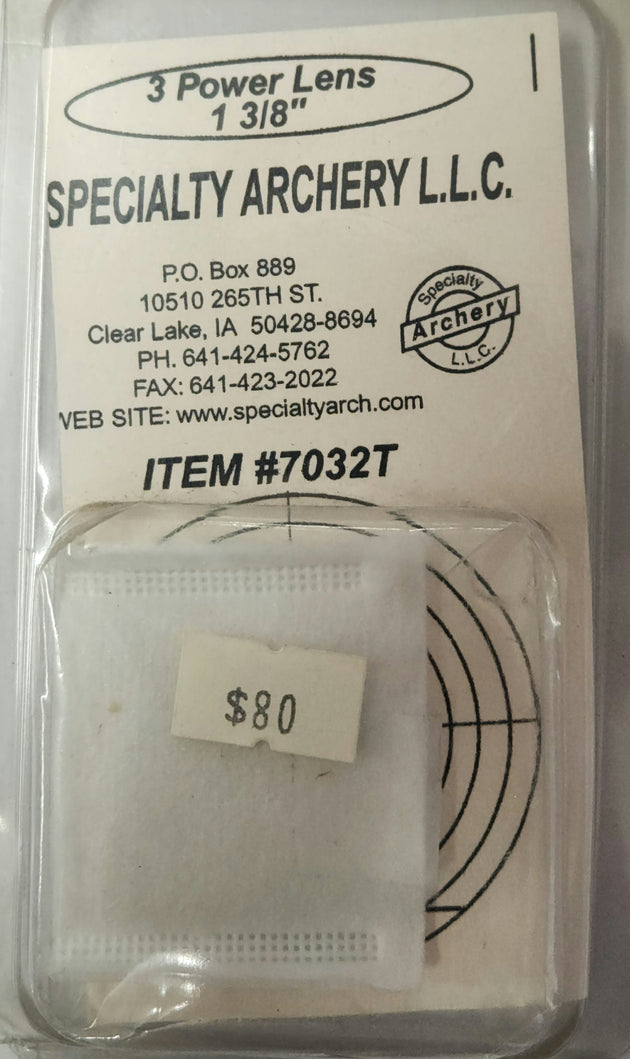 3 Power Lens
1 3/8"
SPECIALTY ARCHERY L.L.C.
P.O. Box 889
10510 265TH ST.
Clear Lake, IA 50428-8694
PH. 641-424-5762
FAX: 641-423-2022
WEB SITE: www.specialtyarch.com
Specialty
Archery
L.L.C.
ITEM #7032T
$80